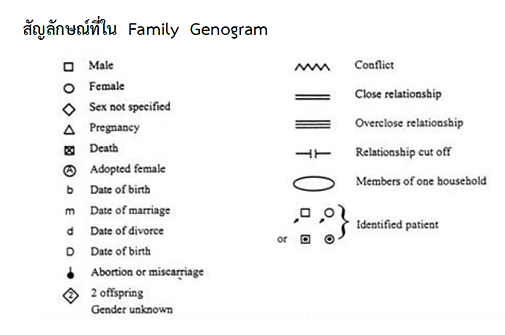 สัญลักษณ์ที่ใน Family Genogram
Male
Female
Sex not specified
Pregnancy
Death
A Adopted female
b Date of birth
m Date of marriage
d Date of divorce
D Date of birth
Abortion or miscarriage
2 2 offspring
Gender unknown
Conflict
Close relationship
Overclose relationship
Relationship cut off
Members of one household
Identified patient
or